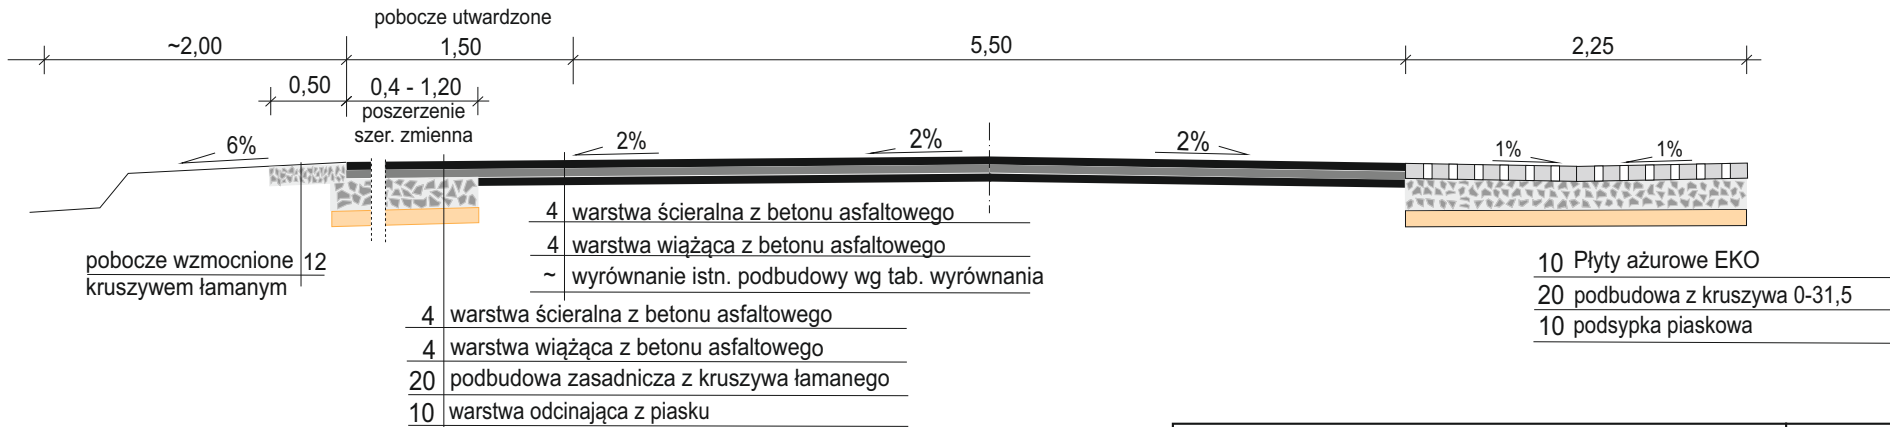 pobocze utwardzone
~2,00
1,50
5,50
2,25
0,50
0,4 - 1,20
poszerzenie
szer. zmienna
6%
2%
2%
2%
1%
1%
4 warstwa ścieralna z betonu asfaltowego
4 warstwa wiążąca z betonu asfaltowego
~ wyrównanie istn. podbudowy wg tab. wyrównania
pobocze wzmocnione 12
kruszywem łamanym
10 Płyty ażurowe EKO
20 podbudowa z kruszywa 0-31,5
10 podsypka piaskowa
4 warstwa ścieralna z betonu asfaltowego
4 warstwa wiążąca z betonu asfaltowego
20 podbudowa zasadnicza z kruszywa łamanego
10 warstwa odcinająca z piasku